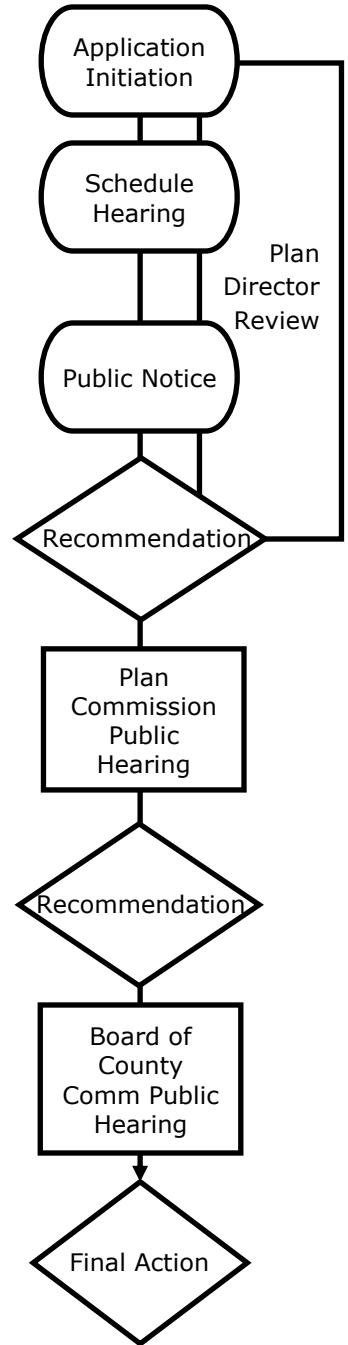 Application
Initiation
Schedule
Hearing
Plan
Director
Review
Public Notice
Recommendation
Plan
Commission
Public
Hearing
Recommendation
Board of
County
Comm Public
Hearing
Final Action